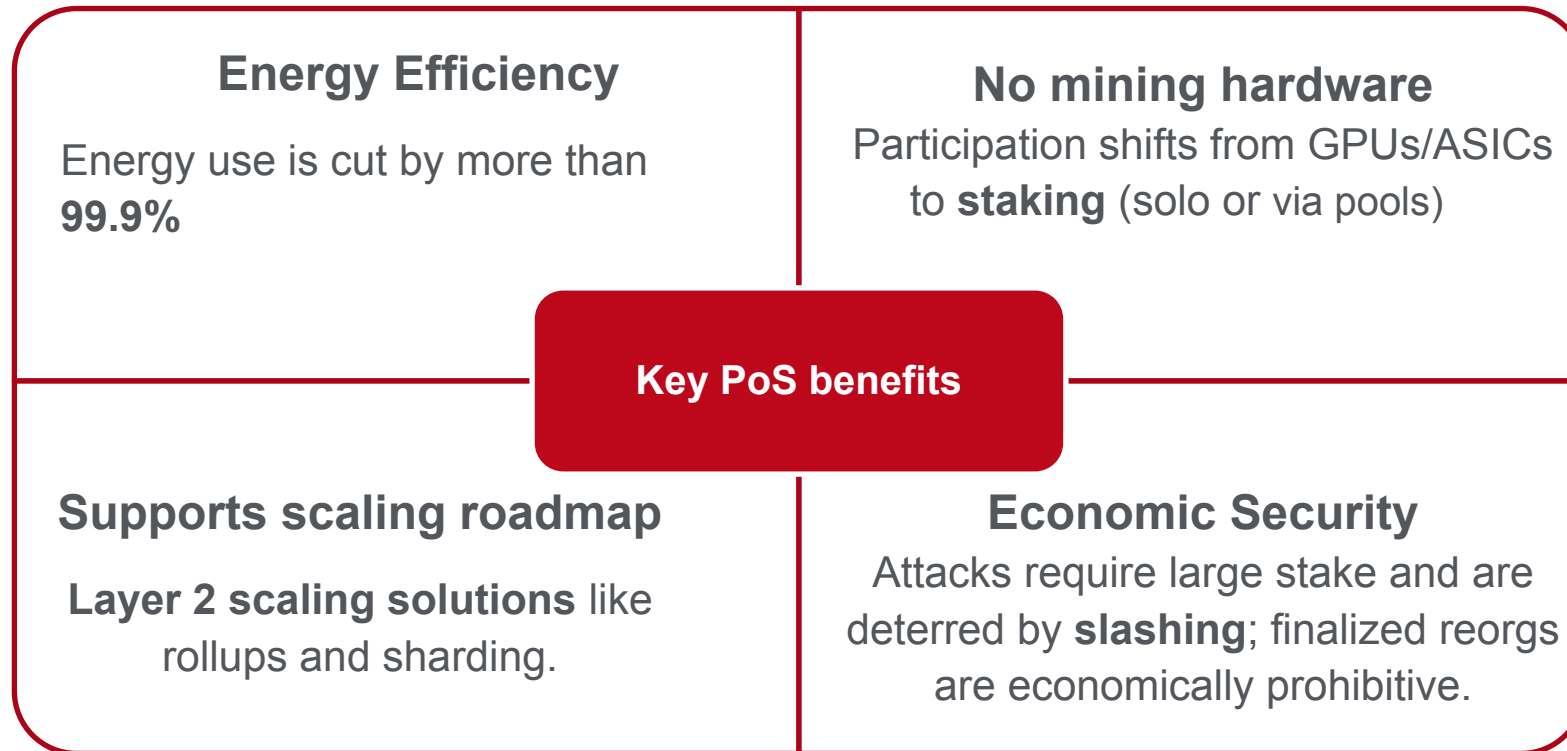 Energy Efficiency
Energy use is cut by more than
99.9%
No mining hardware
Participation shifts from GPUs/ASICs
to staking (solo or via pools)
Key PoS benefits
Supports scaling roadmap
Layer 2 scaling solutions like
rollups and sharding.
Economic Security
Attacks require large stake and are
deterred by slashing; finalized reorgs
are economically prohibitive.